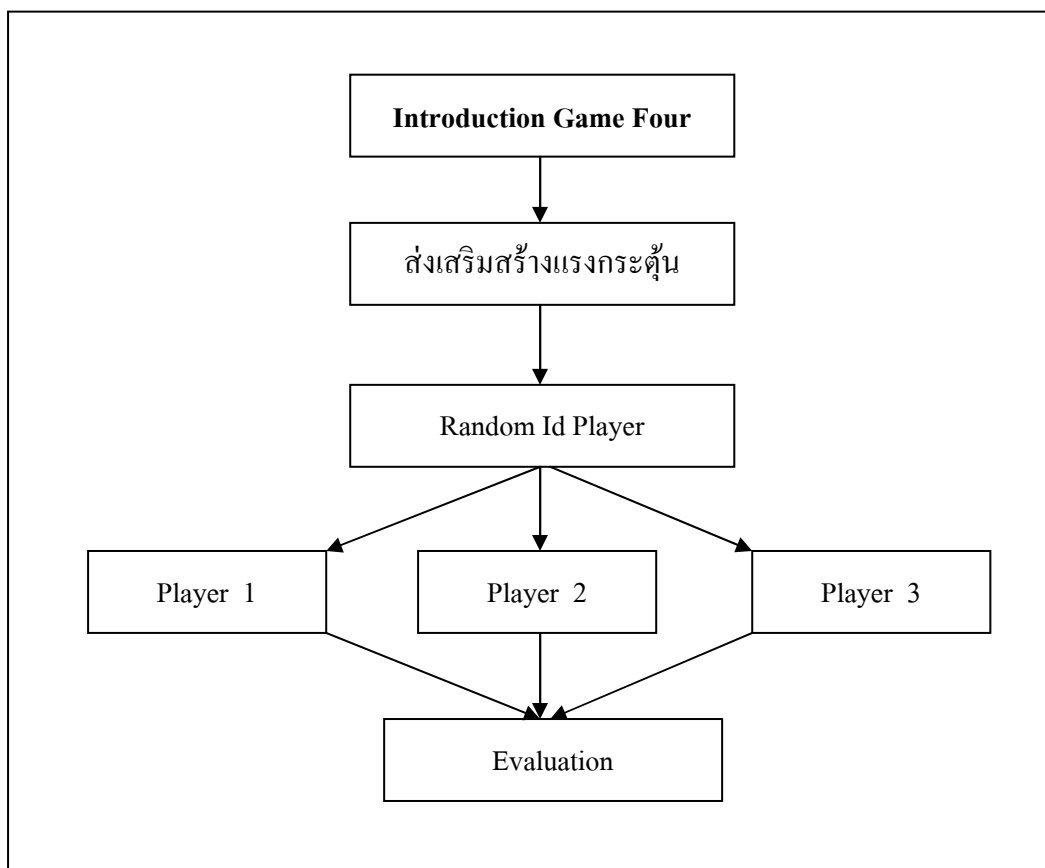 Introduction Game Four
ส่งเสริมสร้างแรงกระตุ้น
Random Id Player
Player 1
Player 2
Player 3
Evaluation